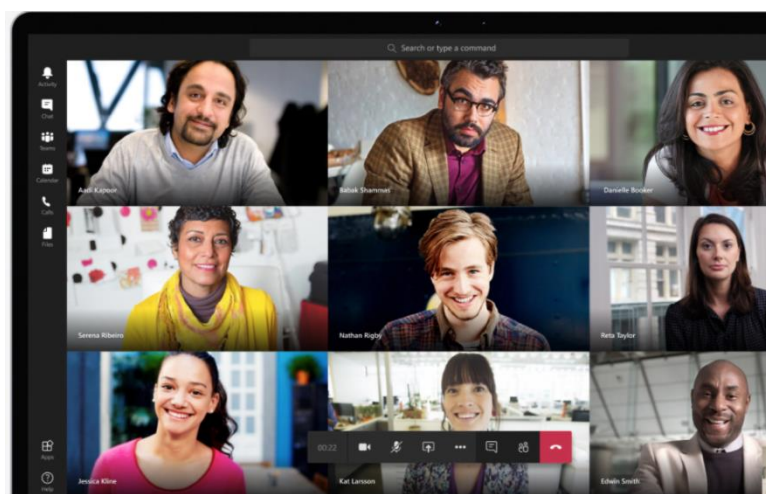 Search or type a command
Activity
Chat
Teams
Calendar
Calls
Files
Aadi Kapoor
Babak Shammas
Danielle Booker
Serena Ribeiro
Nathan Rigby
Reta Taylor
Jessica Kline
Kat Larsson
Edwin Smith
00:22
Apps
Help